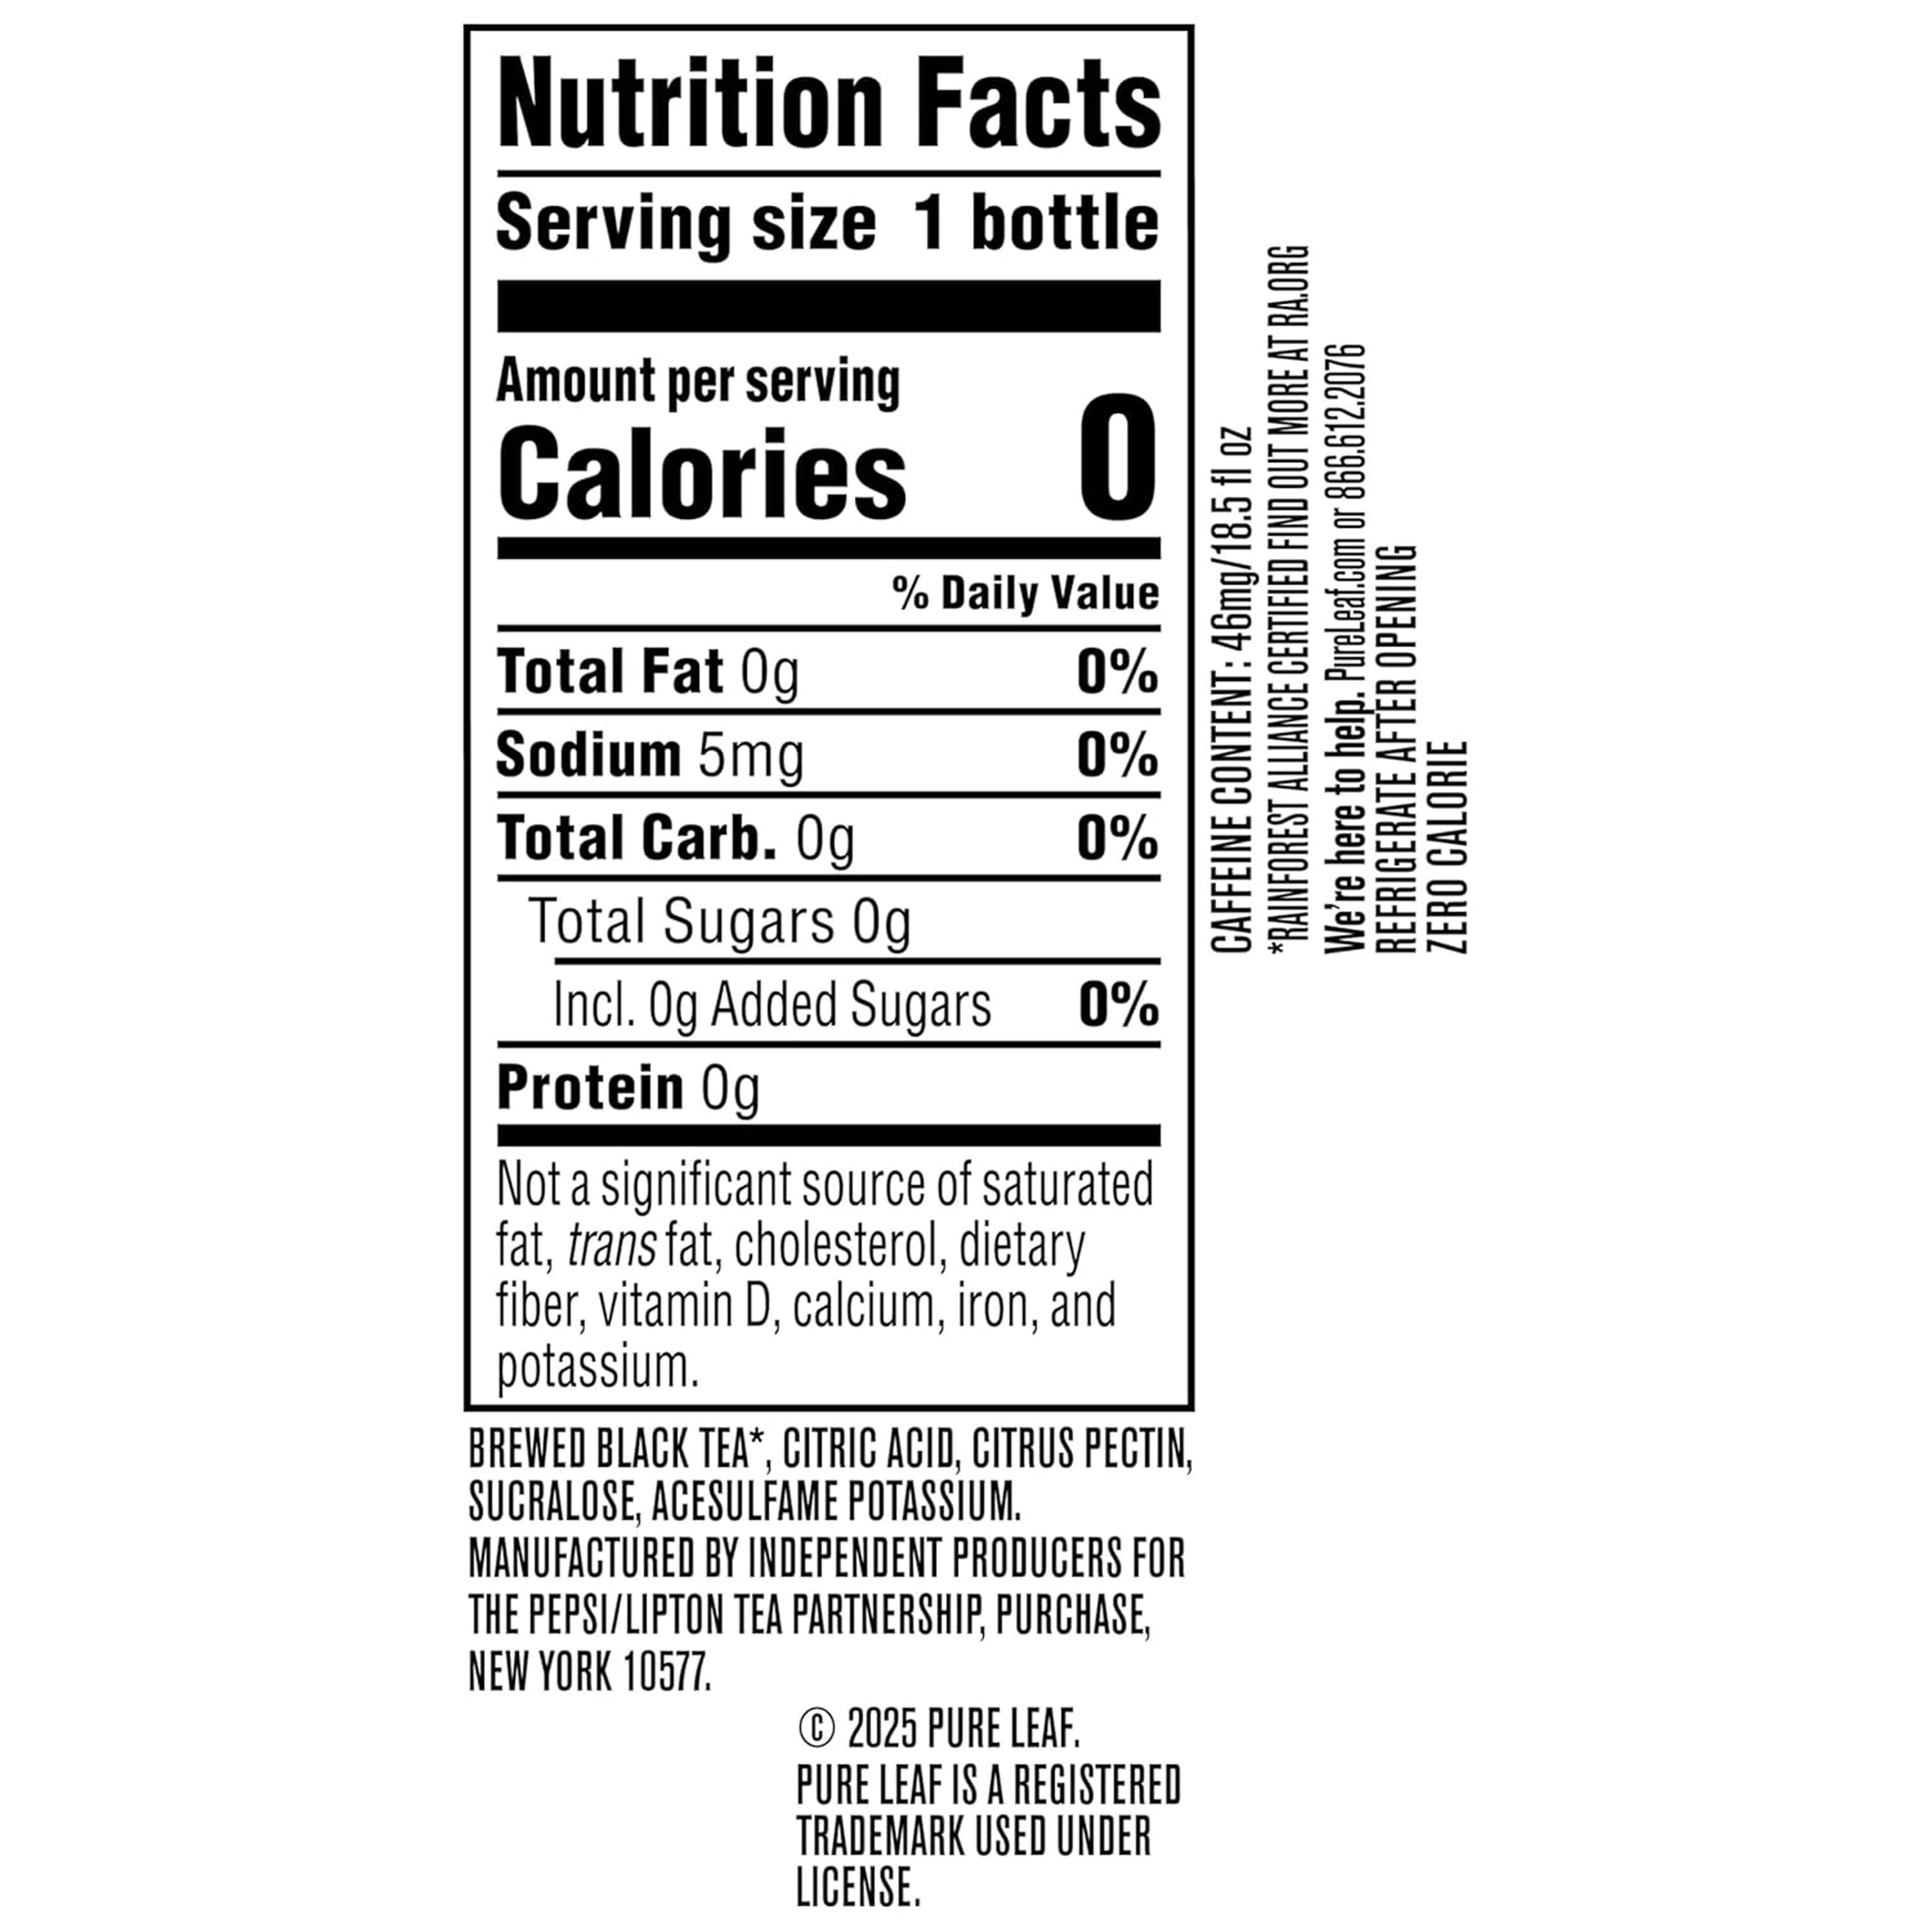 Nutrition Facts
Serving size 1 bottle
Amount per serving
Calories 0
% Daily Value
Total Fat 0g 0%
Sodium 5mg 0%
Total Carb. 0g 0%
Total Sugars 0g
Incl. 0g Added Sugars 0%
Protein 0g
Not a significant source of saturated
fat, trans fat, cholesterol, dietary
fiber, vitamin D, calcium, iron, and
potassium.
BREWED BLACK TEA*, CITRIC ACID, CITRUS PECTIN,
SUCRALOSE, ACESULFAME POTASSIUM.
MANUFACTURED BY INDEPENDENT PRODUCERS FOR
THE PEPSI/LIPTON TEA PARTNERSHIP, PURCHASE,
NEW YORK 10577.
© 2025 PURE LEAF.
PURE LEAF IS A REGISTERED
TRADEMARK USED UNDER
LICENSE.
CAFFEINE CONTENT: 46mg/18.5 fl oz
*RAINFOREST ALLIANCE CERTIFIED FIND OUT MORE AT RA.ORG
We're here to help. PureLeaf.com or 866.612.2076
REFRIGERATE AFTER OPENING
ZERO CALORIE